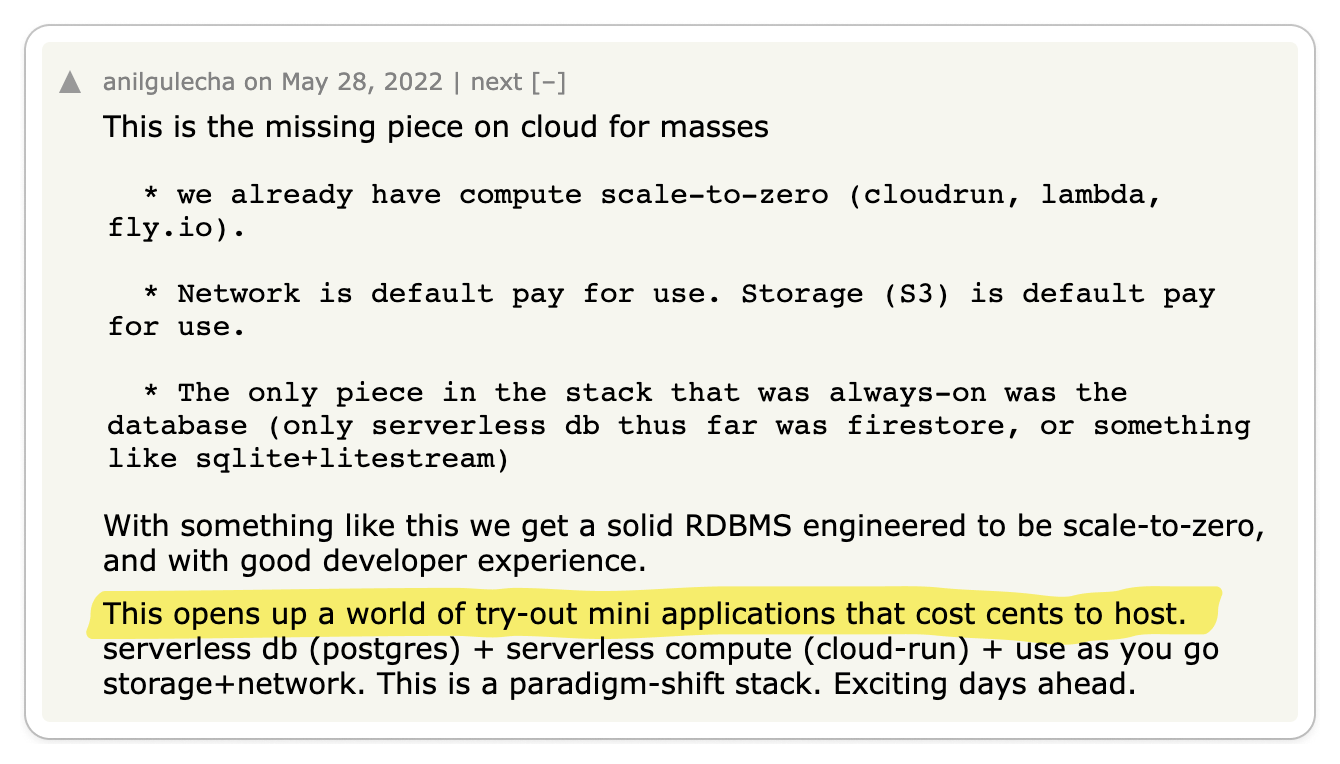 anilgulecha on May 28, 2022 | next [–]
This is the missing piece on cloud for masses
* we already have compute scale-to-zero (cloudrun, lambda,
fly.io).
* Network is default pay for use. Storage (S3) is default pay
for use.
* The only piece in the stack that was always-on was the
database (only serverless db thus far was firestore, or something
like sqlite+litestream)
With something like this we get a solid RDBMS engineered to be scale-to-zero,
and with good developer experience.
This opens up a world of try-out mini applications that cost cents to host.
serverless db (postgres) + serverless compute (cloud-run) + use as you go
storage+network. This is a paradigm-shift stack. Exciting days ahead.